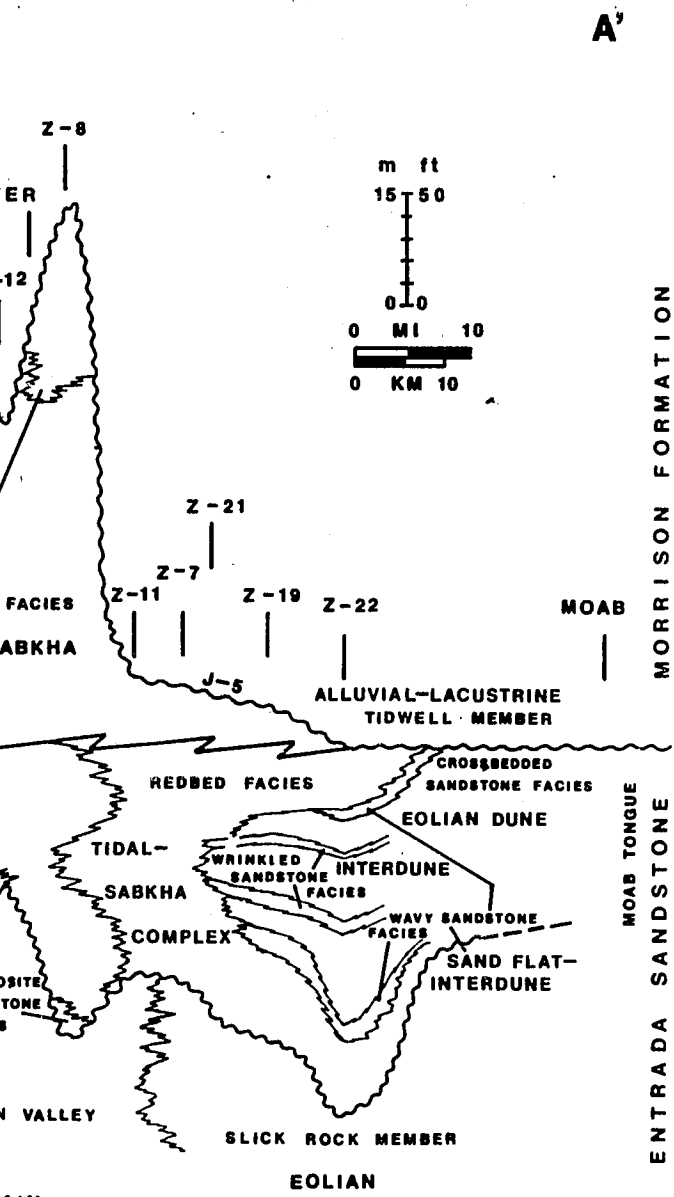 A'
Z-8
m ft
ER
15 50
-12
0 0
0 MI 10
0 KM 10
MORRISON FORMATION
Z-21
Z-7
Z-11
Z-19
Z-22
MOAB
FACIES
ABKHA
J-5
ALLUVIAL-LACUSTRINE
TIDWELL MEMBER
CROSSBEDDED
SANDSTONE FACIES
REDBED FACIES
EOLIAN DUNE
TIDAL-
WRINKLED
SANDSTONE
FACIES
INTERDUNE
SABKHA
WAVY SANDSTONE
FACIES
COMPLEX
SAND FLAT-
INTERDUNE
MOAB TONGUE
ENTRADA SANDSTONE
OSITE
TONE
S
N VALLEY
SLICK ROCK MEMBER
EOLIAN